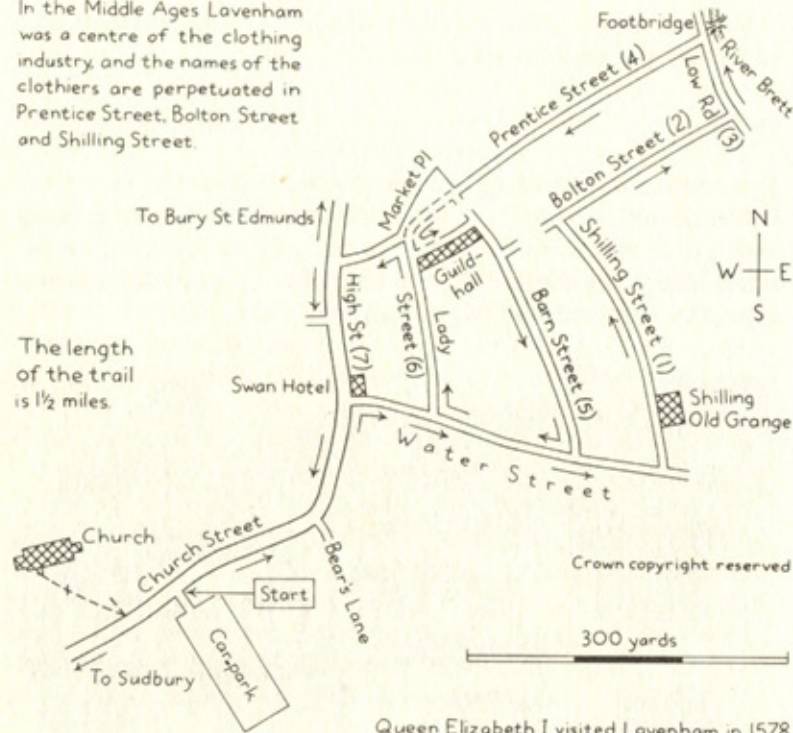 In the Middle Ages Lavenham
was a centre of the clothing
industry, and the names of the
clothiers are perpetuated in
Prentice Street, Bolton Street
and Shilling Street.
Footbridge
River Brett
Prentice Street (4)
Low Rd (3)
Bolton Street (2)
Market Pl
To Bury St Edmunds
Guild-
hall
Shilling Street (1)
N
W E
S
High St (7)
Street (6)
Lady
Barn Street (5)
The length
of the trail
is 1½ miles.
Swan Hotel
Shilling
Old Grange
Water Street
Church
Church Street
Bear's Lane
Crown copyright reserved
Start
Car-park
300 yards
To Sudbury
Queen Elizabeth I visited Lavenham in 1578